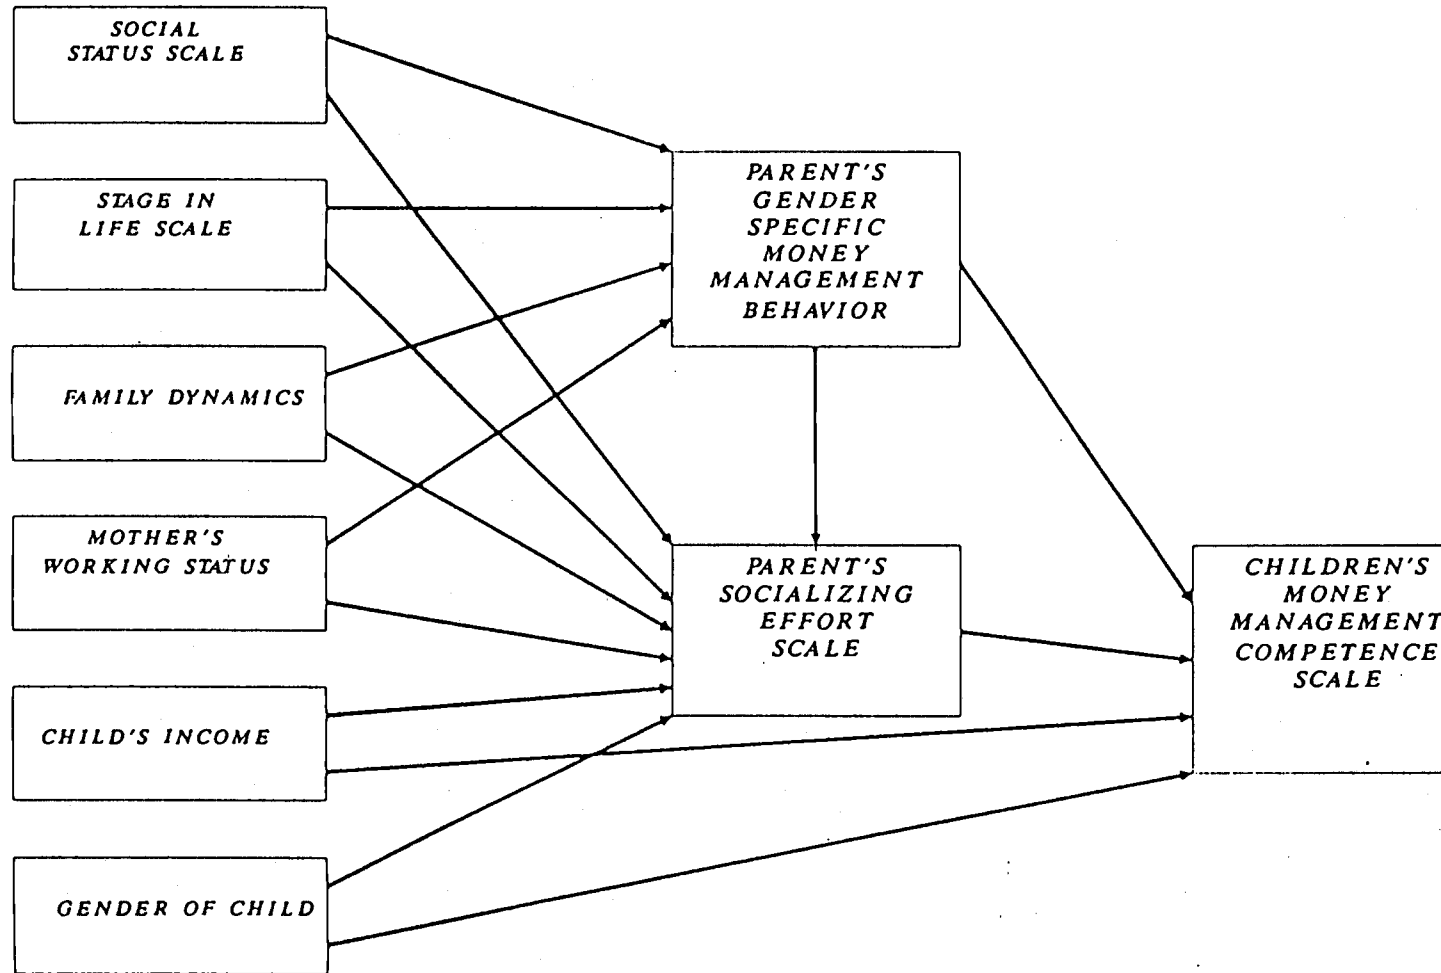 SOCIAL
STATUS SCALE
STAGE IN
LIFE SCALE
FAMILY DYNAMICS
MOTHER'S
WORKING STATUS
CHILD'S INCOME
GENDER OF CHILD
PARENT'S
GENDER
SPECIFIC
MONEY
MANAGEMENT
BEHAVIOR
PARENT'S
SOCIALIZING
EFFORT
SCALE
CHILDREN'S
MONEY
MANAGEMENT
COMPETENCE
SCALE